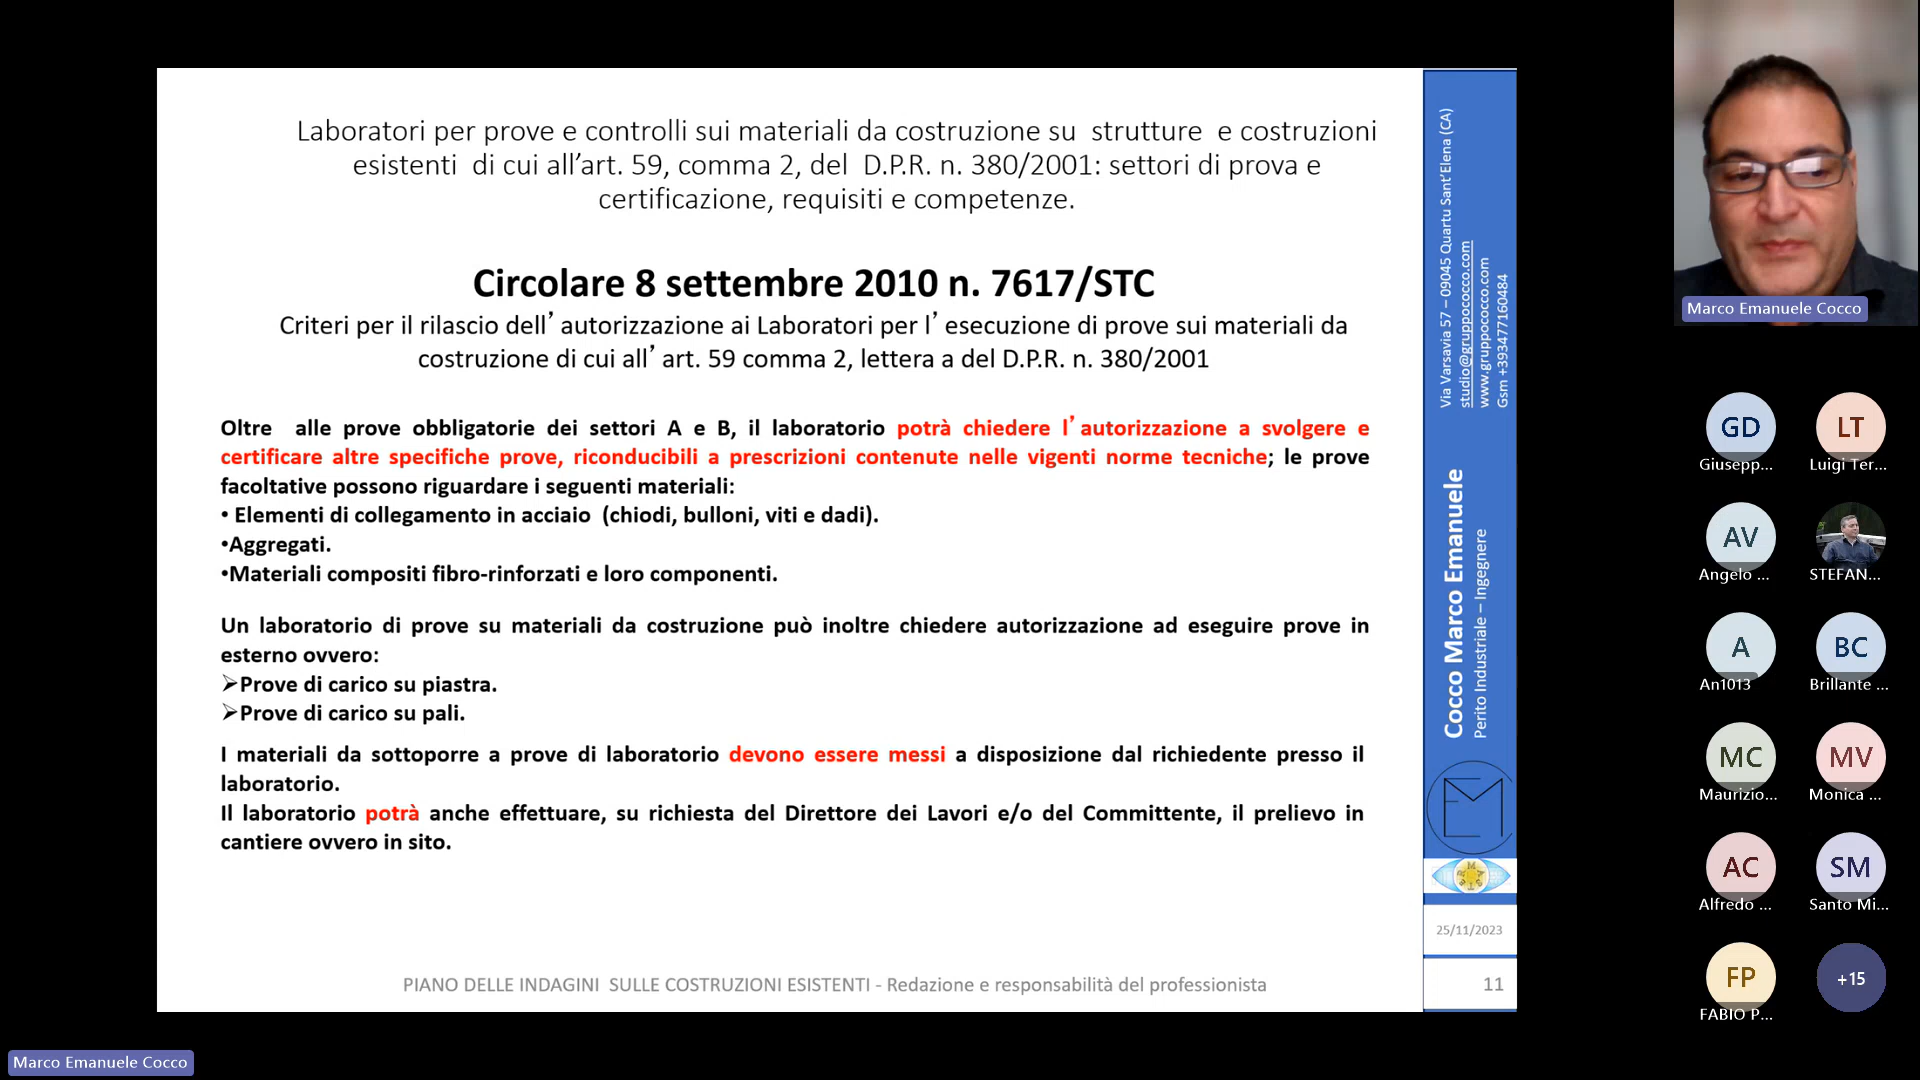 Laboratori per prove e controlli sui materiali da costruzione su strutture e costruzioni
esistenti di cui all’art. 59, comma 2, del D.P.R. n. 380/2001: settori di prova e
certificazione, requisiti e competenze.
Circolare 8 settembre 2010 n. 7617/STC
Criteri per il rilascio dell’ autorizzazione ai Laboratori per l’ esecuzione di prove sui materiali da
costruzione di cui all’ art. 59 comma 2, lettera a del D.P.R. n. 380/2001
Oltre alle prove obbligatorie dei settori A e B, il laboratorio potrà chiedere l’ autorizzazione a svolgere e
certificare altre specifiche prove, riconducibili a prescrizioni contenute nelle vigenti norme tecniche; le prove
facoltative possono riguardare i seguenti materiali:
• Elementi di collegamento in acciaio (chiodi, bulloni, viti e dadi).
•Aggregati.
•Materiali compositi fibro-rinforzati e loro componenti.
Un laboratorio di prove su materiali da costruzione può inoltre chiedere autorizzazione ad eseguire prove in
esterno ovvero:
➢Prove di carico su piastra.
➢Prove di carico su pali.
I materiali da sottoporre a prove di laboratorio devono essere messi a disposizione dal richiedente presso il
laboratorio.
Il laboratorio potrà anche effettuare, su richiesta del Direttore dei Lavori e/o del Committente, il prelievo in
cantiere ovvero in sito.
PIANO DELLE INDAGINI SULLE COSTRUZIONI ESISTENTI - Redazione e responsabilità del professionista
Via Varsavia 57 – 09045 Quartu Sant’Elena (CA)
studio@gruppococco.com
www.gruppococco.com
Gsm +393477160484
Cocco Marco Emanuele
Perito Industriale – Ingegnere
25/11/2023
11
Marco Emanuele Cocco
GD
Giusepp...
LT
Luigi Ter...
AV
Angelo ...
STEFAN...
A
An1013
BC
Brillante ...
MC
Maurizio...
MV
Monica ...
AC
Alfredo ...
SM
Santo Mi...
FP
FABIO P...
+15
Marco Emanuele Cocco